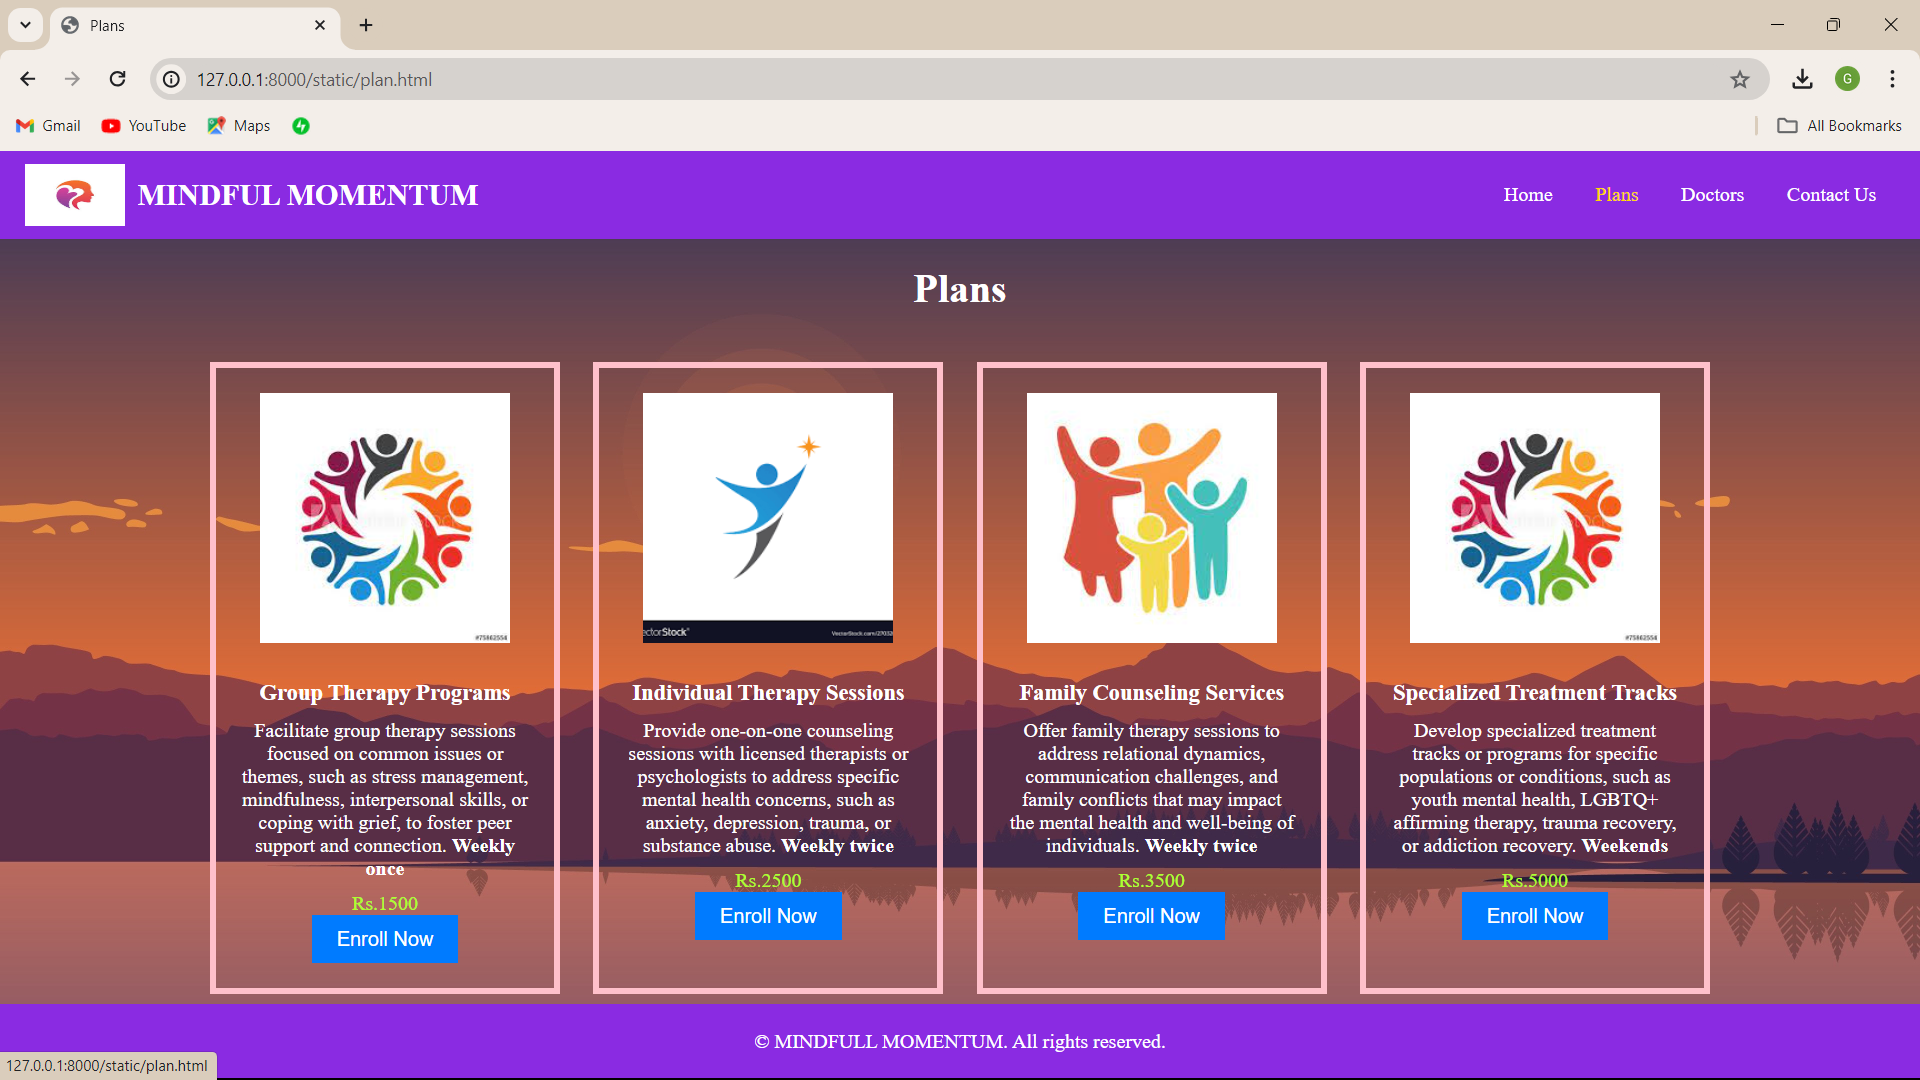 Plans
127.0.0.1:8000/static/plan.html
G
Gmail
YouTube
Maps
All Bookmarks
MINDFUL MOMENTUM
Home
Plans
Doctors
Contact Us
Plans
#75862554
ectorStock®
VectorStock.com/
#75862554
Group Therapy Programs
Facilitate group therapy sessions
focused on common issues or
themes, such as stress management,
mindfulness, interpersonal skills, or
coping with grief, to foster peer
support and connection. Weekly
once
Rs.1500
Enroll Now
Individual Therapy Sessions
Provide one-on-one counseling
sessions with licensed therapists or
psychologists to address specific
mental health concerns, such as
anxiety, depression, trauma, or
substance abuse. Weekly twice
Rs.2500
Enroll Now
Family Counseling Services
Offer family therapy sessions to
address relational dynamics,
communication challenges, and
family conflicts that may impact
the mental health and well-being of
individuals. Weekly twice
Rs.3500
Enroll Now
Specialized Treatment Tracks
Develop specialized treatment
tracks or programs for specific
populations or conditions, such as
youth mental health, LGBTQ+
affirming therapy, trauma recovery,
or addiction recovery. Weekends
Rs.5000
Enroll Now
© MINDFULL MOMENTUM. All rights reserved.
127.0.0.1:8000/static/plan.html